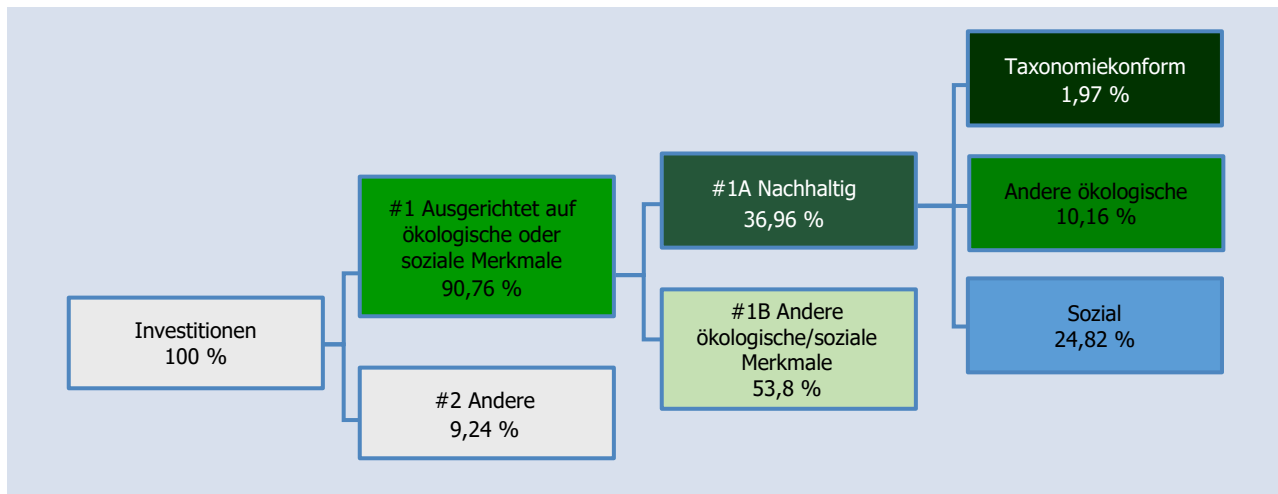 Investitionen
100 %
#1 Ausgerichtet auf
ökologische oder
soziale Merkmale
90,76 %
#2 Andere
9,24 %
#1A Nachhaltig
36,96 %
#1B Andere
ökologische/soziale
Merkmale
53,8 %
Taxonomiekonform
1,97 %
Andere ökologische
10,16 %
Sozial
24,82 %